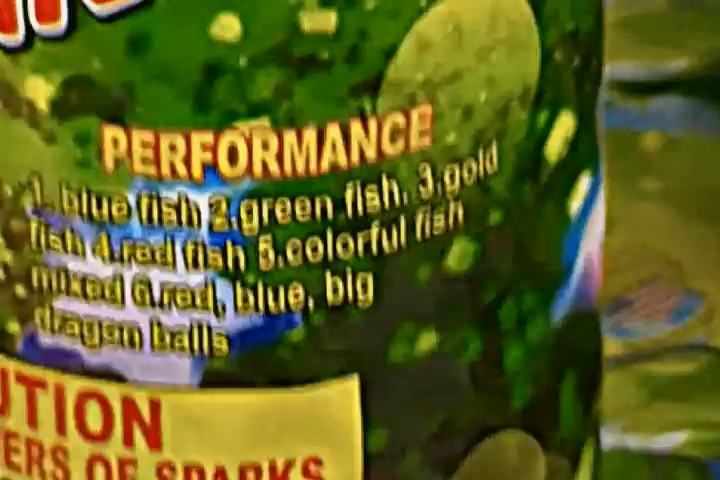 PERFORMANCE
1. blue fish 2.green fish. 3.gold
fish 4.red fish 5.colorful fish
mixed 6.red, blue, big
dragon balls
UTION
ERS OF SPARKS